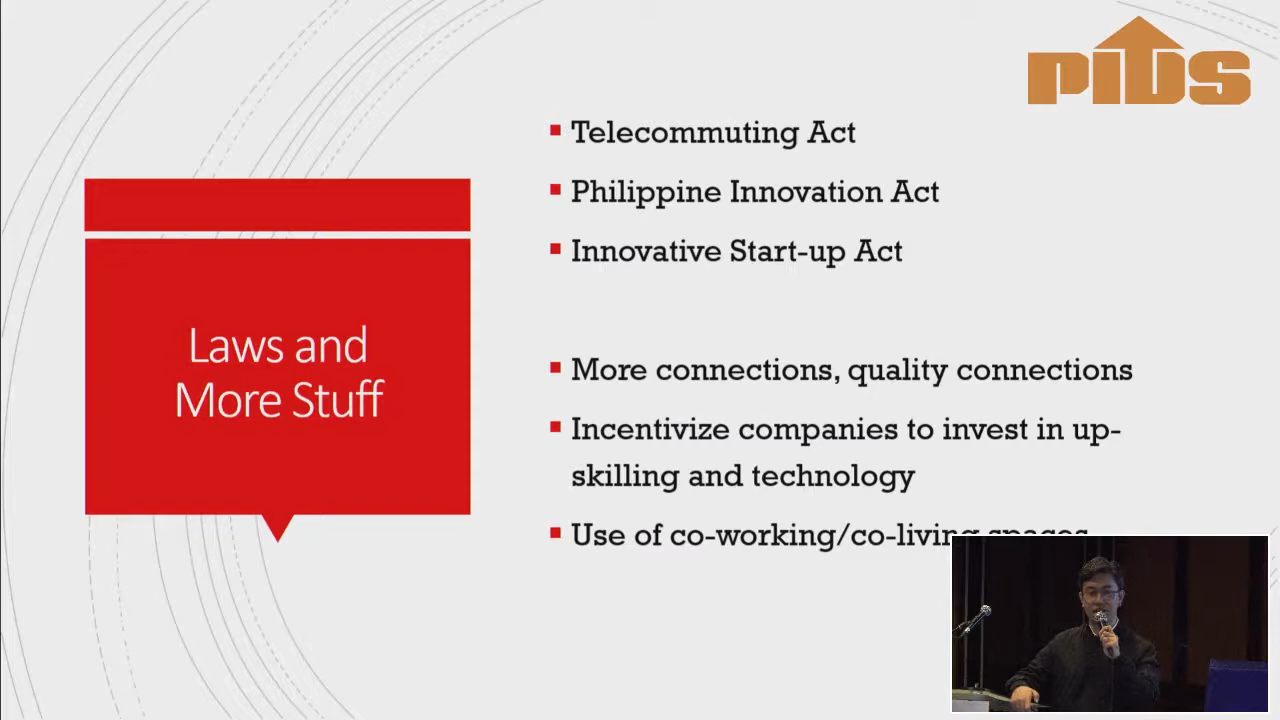 PIDS
Telecommuting Act
Philippine Innovation Act
Innovative Start-up Act
Laws and
More Stuff
More connections, quality connections
Incentivize companies to invest in up-
skilling and technology
Use of co-working/co-living spaces